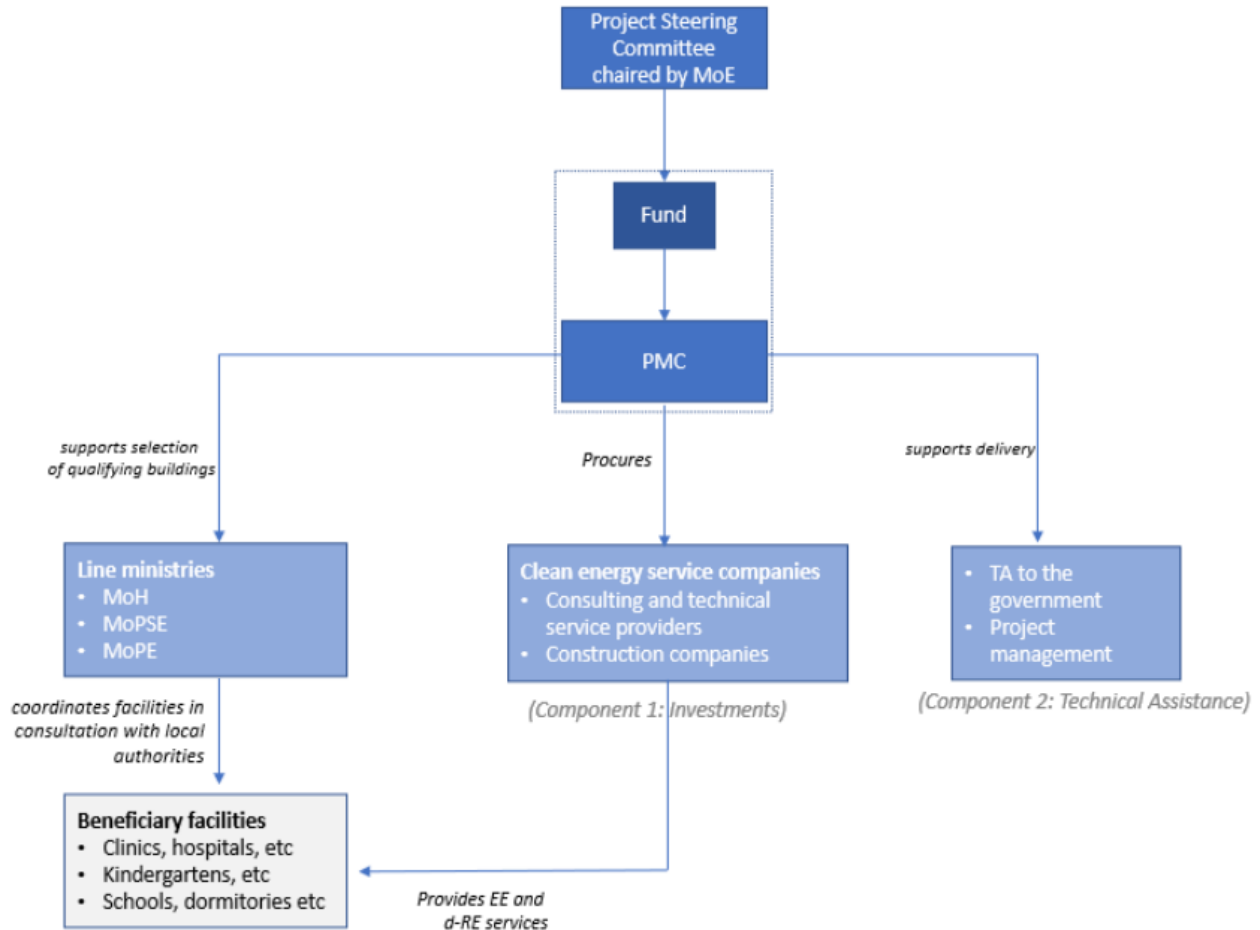 Project Steering
Committee
chaired by MoE
Fund
PMC
supports selection
of qualifying buildings
Procures
supports delivery
Line ministries
• MoH
• MoPSE
• MoPE
Clean energy service companies
• Consulting and technical
service providers
• Construction companies
• TA to the
government
• Project
management
(Component 1: Investments)
(Component 2: Technical Assistance)
coordinates facilities in
consultation with local
authorities
Beneficiary facilities
• Clinics, hospitals, etc
• Kindergartens, etc
• Schools, dormitories etc
Provides EE and
d-RE services